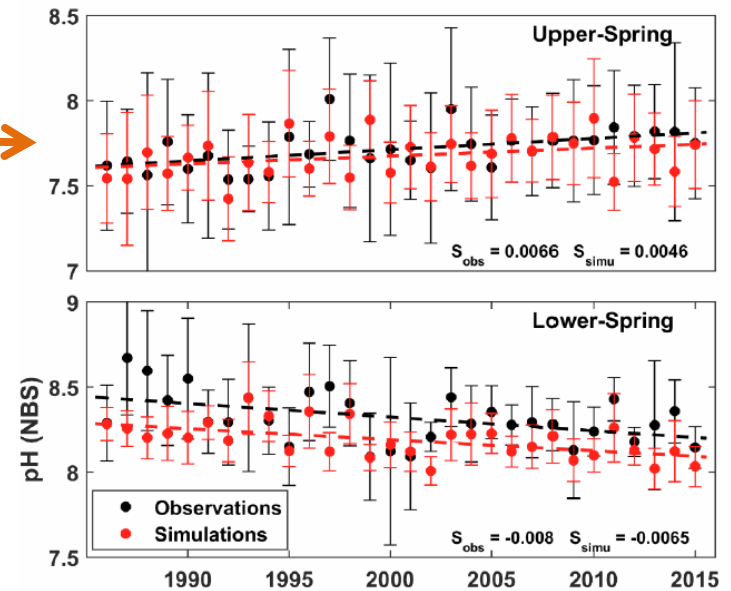 8.5
Upper-Spring
8
7.5
S_obs = 0.0066 S_simu = 0.0046
7
9
Lower-Spring
8.5
pH (NBS)
8
Observations
Simulations
S_obs = -0.008 S_simu = -0.0065
7.5
1990 1995 2000 2005 2010 2015